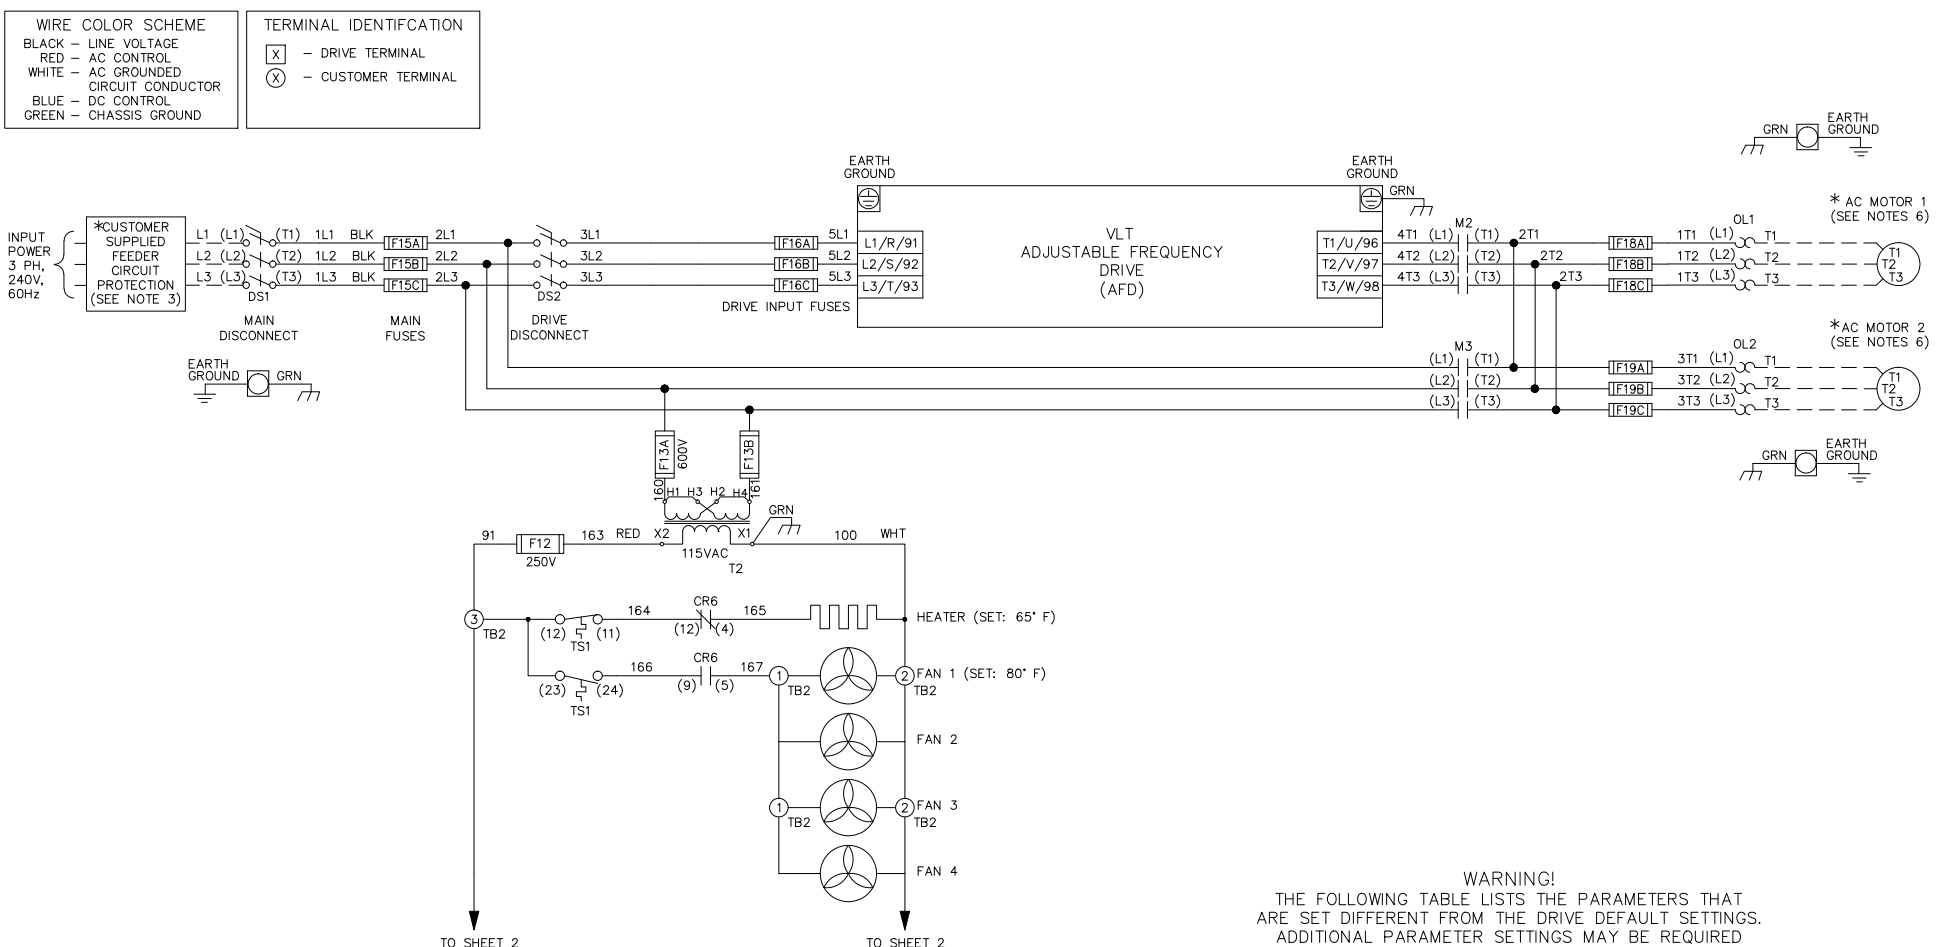 WIRE COLOR SCHEME
BLACK – LINE VOLTAGE
RED – AC CONTROL
WHITE – AC GROUNDED
CIRCUIT CONDUCTOR
BLUE – DC CONTROL
GREEN – CHASSIS GROUND
TERMINAL IDENTIFCATION
X – DRIVE TERMINAL
X – CUSTOMER TERMINAL
GRN
EARTH
GROUND
INPUT
POWER
3 PH,
240V,
60Hz
*CUSTOMER
SUPPLIED
FEEDER
CIRCUIT
PROTECTION
(SEE NOTE 3)
L1 (L1) (T1) 1L1 BLK F15A 2L1
L2 (L2) (T2) 1L2 BLK F15B 2L2
L3 (L3) (T3) 1L3 BLK F15C 2L3
DS1
MAIN
DISCONNECT
MAIN
FUSES
3L1
3L2
3L3
DS2
DRIVE
DISCONNECT
F16A 5L1
F16B 5L2
F16C 5L3
DRIVE INPUT FUSES
EARTH
GROUND
L1/R/91
L2/S/92
L3/T/93
VLT
ADJUSTABLE FREQUENCY
DRIVE
(AFD)
EARTH
GROUND
GRN
T1/U/96
T2/V/97
T3/W/98
M2
4T1 (L1) (T1) 2T1
4T2 (L2) (T2) 2T2
4T3 (L3) (T3) 2T3
OL1
F18A 1T1 (L1) T1
F18B 1T2 (L2) T2
F18C 1T3 (L3) T3
* AC MOTOR 1
(SEE NOTES 6)
T1
T2
T3
M3
(L1) (T1)
(L2) (T2)
(L3) (T3)
OL2
F19A 3T1 (L1) T1
F19B 3T2 (L2) T2
F19C 3T3 (L3) T3
*AC MOTOR 2
(SEE NOTES 6)
T1
T2
T3
GRN
EARTH
GROUND
EARTH
GROUND
GRN
F13A
600V
F13B
160
H1 H3 H2 H4
161
GRN
91 F12 163 RED X2 X1 100 WHT
250V
115VAC
T2
3
TB2
(12) (11)
TS1
164
CR6
(12) (4)
165
HEATER (SET: 65° F)
(23) (24)
TS1
166
CR6
(9) (5)
167
1
TB2
2
TB2
FAN 1 (SET: 80° F)
FAN 2
1
TB2
2
TB2
FAN 3
FAN 4
TO SHEET 2
TO SHEET 2
WARNING!
THE FOLLOWING TABLE LISTS THE PARAMETERS THAT
ARE SET DIFFERENT FROM THE DRIVE DEFAULT SETTINGS.
ADDITIONAL PARAMETER SETTINGS MAY BE REQUIRED